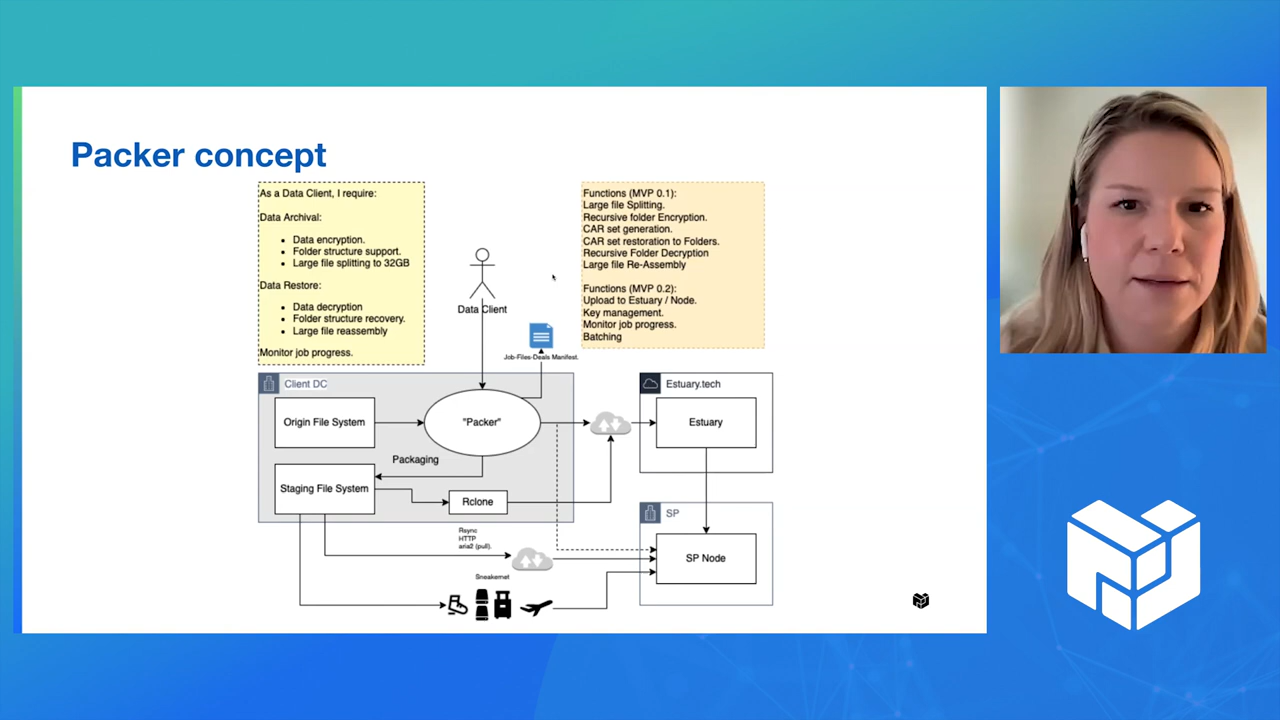 Packer concept
As a Data Client, I require:
Data Archival:
• Data encryption.
• Folder structure support.
• Large file splitting to 32GB
Data Restore:
• Data decryption
• Folder structure recovery.
• Large file reassembly
Monitor job progress.
Functions (MVP 0.1):
Large file Splitting.
Recursive folder Encryption.
CAR set generation.
CAR set restoration to Folders.
Recursive Folder Decryption
Large file Re-Assembly
Functions (MVP 0.2):
Upload to Estuary / Node.
Key management.
Monitor job progress.
Batching
Data Client
Job-Files-Deals Manifest.
Client DC
Origin File System
"Packer"
Packaging
Staging File System
Rclone
Estuary.tech
Estuary
SP
SP Node
Rsync
HTTP
aria2 (pull).
Sneakernet